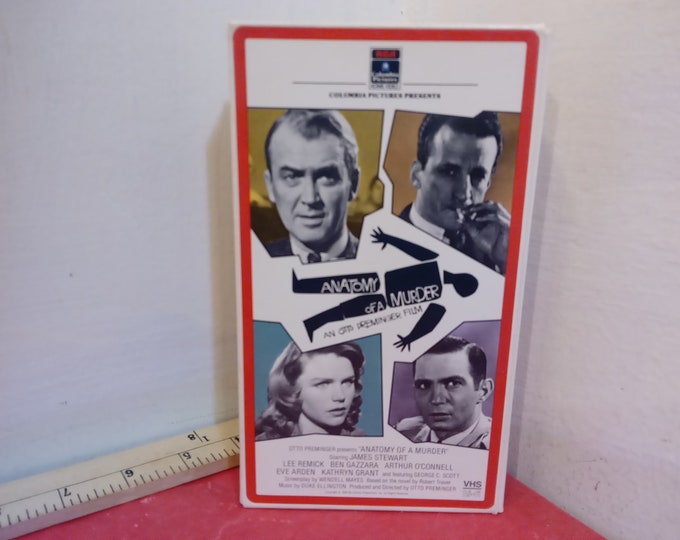 RCA
Columbia
Pictures
HOME VIDEO
COLUMBIA PICTURES PRESENTS
ANATOMY
OF A MURDER
AN OTTO PREMINGER FILM
OTTO PREMINGER presents "ANATOMY OF A MURDER"
Starring JAMES STEWART
LEE REMICK BEN GAZZARA ARTHUR O'CONNELL
EVE ARDEN KATHRYN GRANT and featuring GEORGE C. SCOTT
Screenplay by WENDELL MAYES Based on the novel by Robert Traver
Music by DUKE ELLINGTON Produced and Directed by OTTO PREMINGER
VHS
8
7